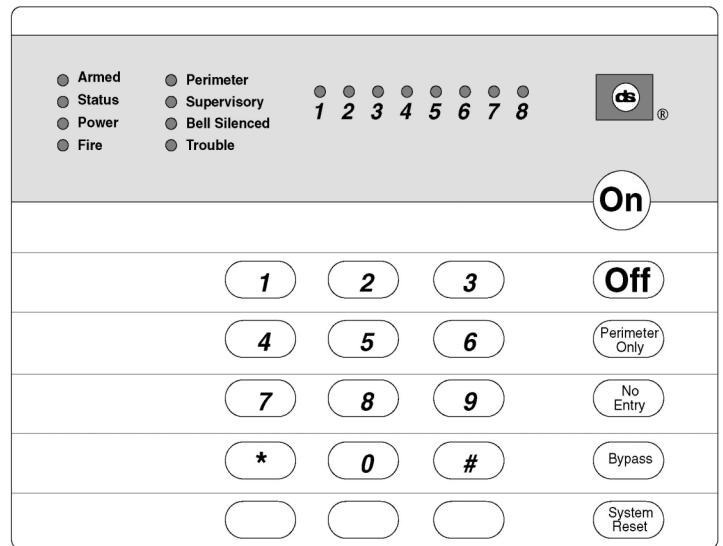 Armed
Status
Power
Fire
Perimeter
Supervisory
Bell Silenced
Trouble
1 2 3 4 5 6 7 8
ds
®
On
1 2 3 Off
4 5 6 Perimeter
Only
7 8 9 No
Entry
* 0 # Bypass
System
Reset